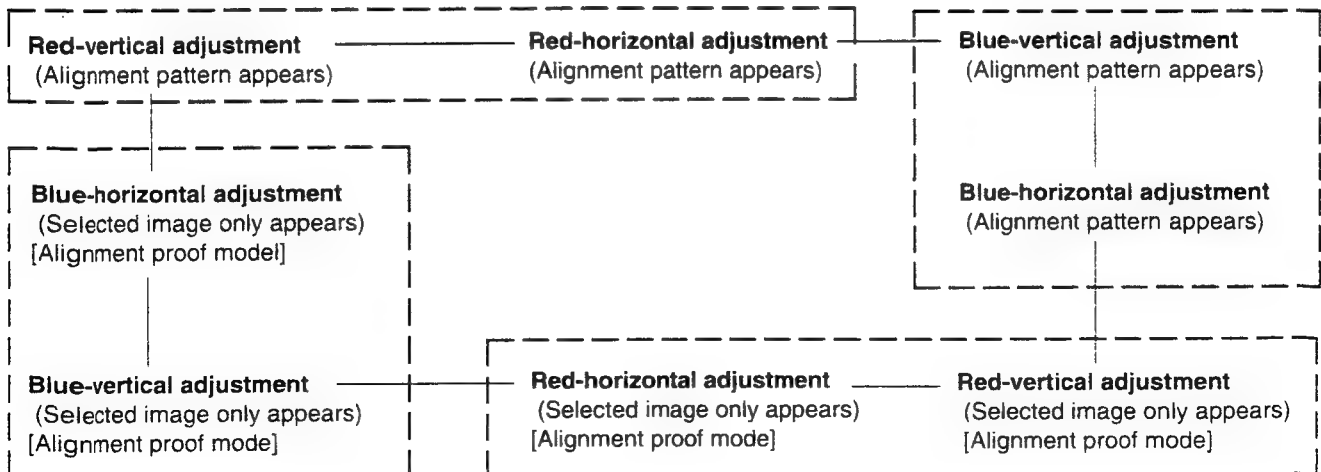 Red-vertical adjustment
(Alignment pattern appears)
Red-horizontal adjustment
(Alignment pattern appears)
Blue-vertical adjustment
(Alignment pattern appears)
Blue-horizontal adjustment
(Selected image only appears)
[Alignment proof model]
Blue-horizontal adjustment
(Alignment pattern appears)
Blue-vertical adjustment
(Selected image only appears)
[Alignment proof mode]
Red-horizontal adjustment
(Selected image only appears)
[Alignment proof mode]
Red-vertical adjustment
(Selected image only appears)
[Alignment proof mode]